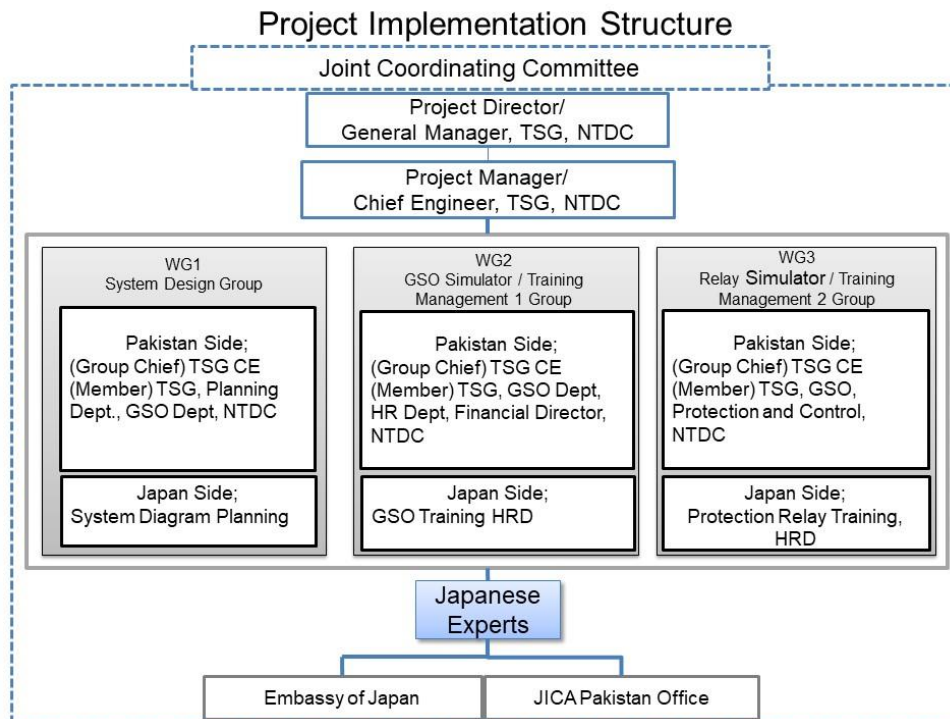 Project Implementation Structure
Joint Coordinating Committee
Project Director/
General Manager, TSG, NTDC
Project Manager/
Chief Engineer, TSG, NTDC
WG1
System Design Group
Pakistan Side;
(Group Chief) TSG CE
(Member) TSG, Planning
Dept., GSO Dept, NTDC
Japan Side;
System Diagram Planning
WG2
GSO Simulator / Training
Management 1 Group
Pakistan Side;
(Group Chief) TSG CE
(Member) TSG, GSO Dept,
HR Dept, Financial Director,
NTDC
Japan Side;
GSO Training HRD
WG3
Relay Simulator / Training
Management 2 Group
Pakistan Side;
(Group Chief) TSG CE
(Member) TSG, GSO,
Protection and Control,
NTDC
Japan Side;
Protection Relay Training,
HRD
Japanese
Experts
Embassy of Japan
JICA Pakistan Office